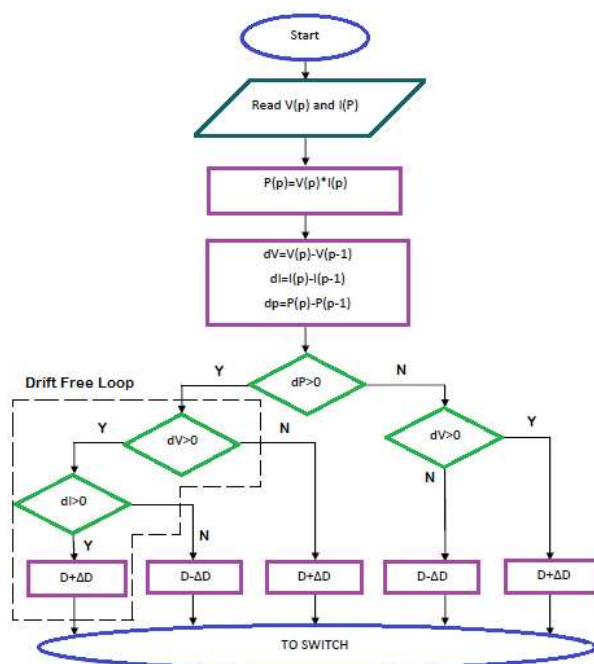 Start
Read V(p) and I(P)
P(p)=V(p)*I(p)
dV=V(p)-V(p-1)
dI=I(p)-I(p-1)
dp=P(p)-P(p-1)
Y
dP>0
N
Drift Free Loop
Y
dV>0
N
dV>0
Y
N
dI>0
Y
N
D+ΔD
D-ΔD
D+ΔD
D-ΔD
D+ΔD
TO SWITCH